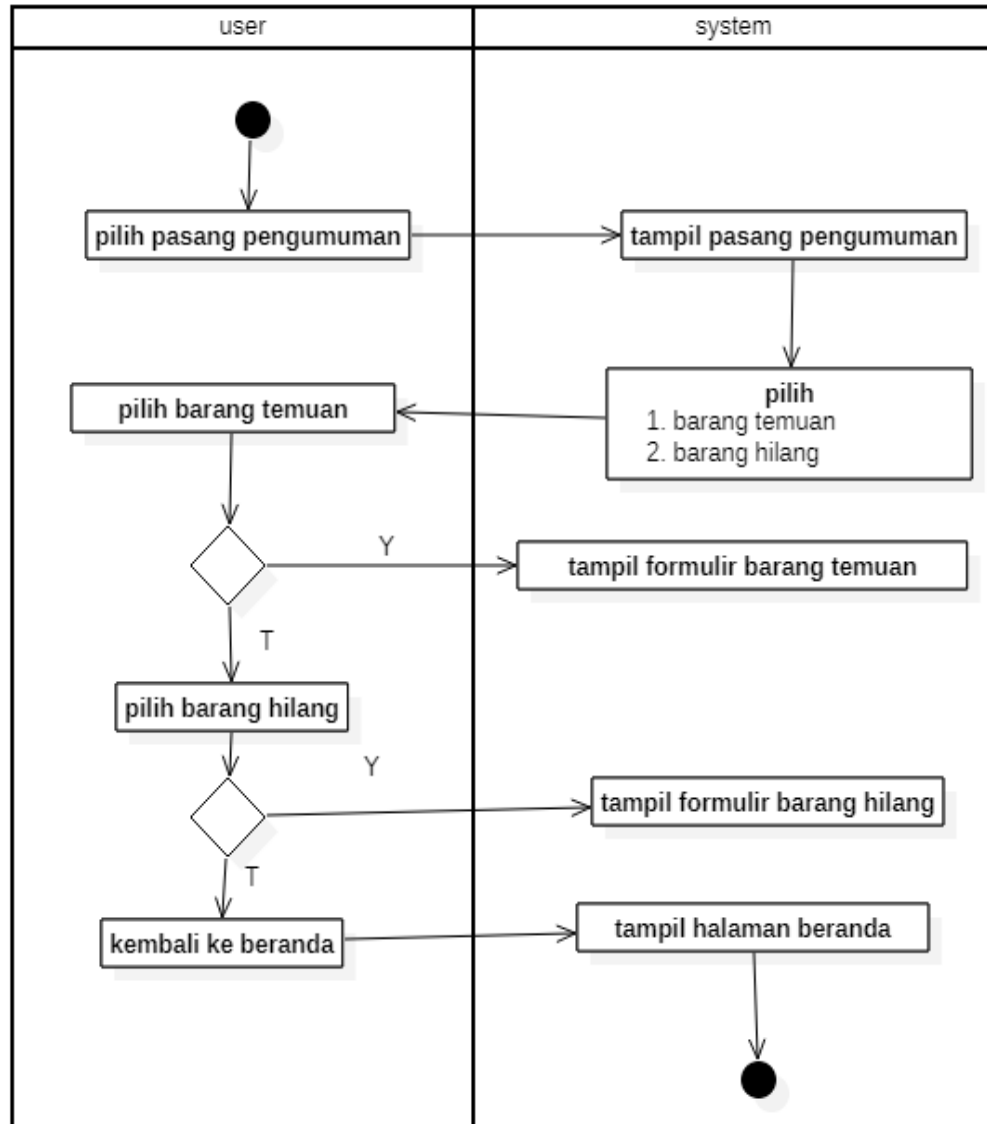 user
system
pilih pasang pengumuman
tampil pasang pengumuman
pilih
1. barang temuan
2. barang hilang
pilih barang temuan
Y
tampil formulir barang temuan
T
pilih barang hilang
Y
tampil formulir barang hilang
T
kembali ke beranda
tampil halaman beranda